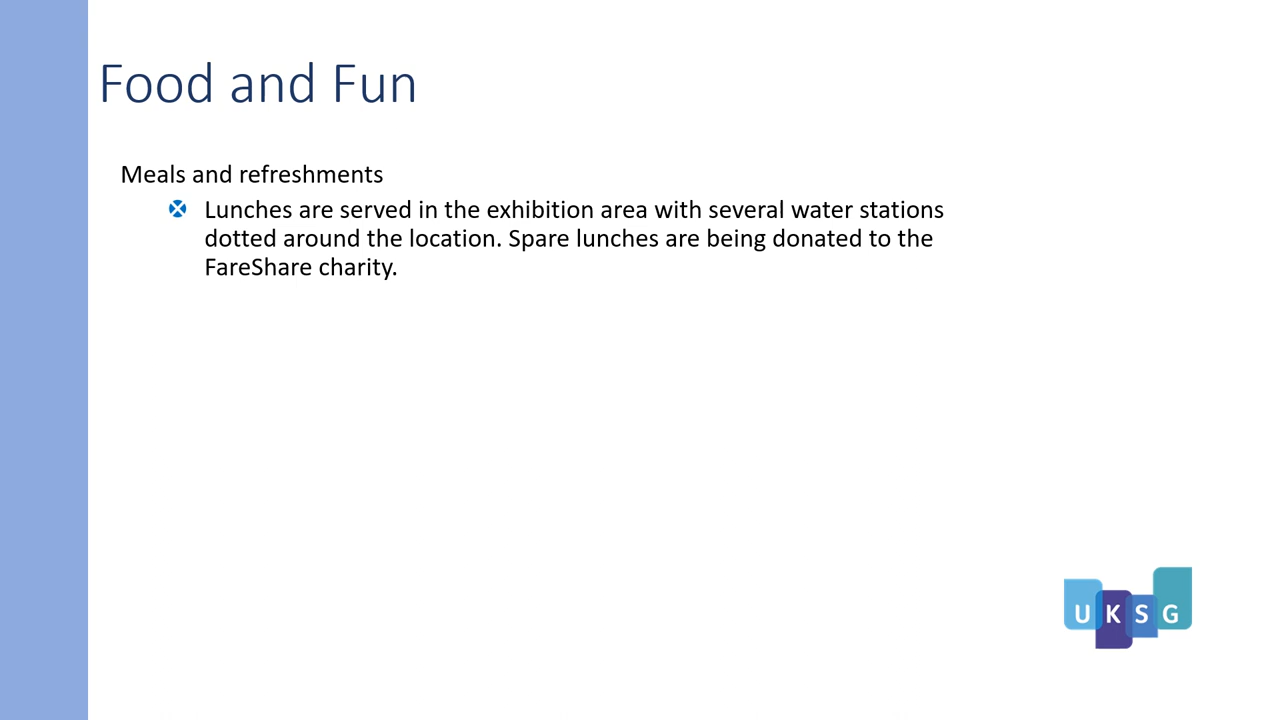 Food and Fun
Meals and refreshments
Lunches are served in the exhibition area with several water stations
dotted around the location. Spare lunches are being donated to the
FareShare charity.
UKSG